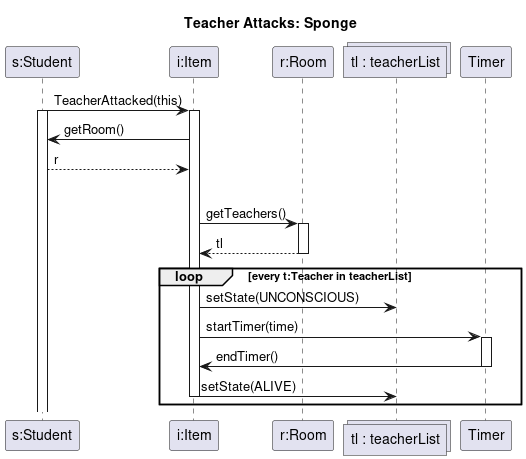 Teacher Attacks: Sponge
s:Student
i:Item
r:Room
tl : teacherList
Timer
TeacherAttacked(this)
getRoom()
r
getTeachers()
tl
loop
[every t:Teacher in teacherList]
setState(UNCONSCIOUS)
startTimer(time)
endTimer()
setState(ALIVE)
s:Student
i:Item
r:Room
tl : teacherList
Timer